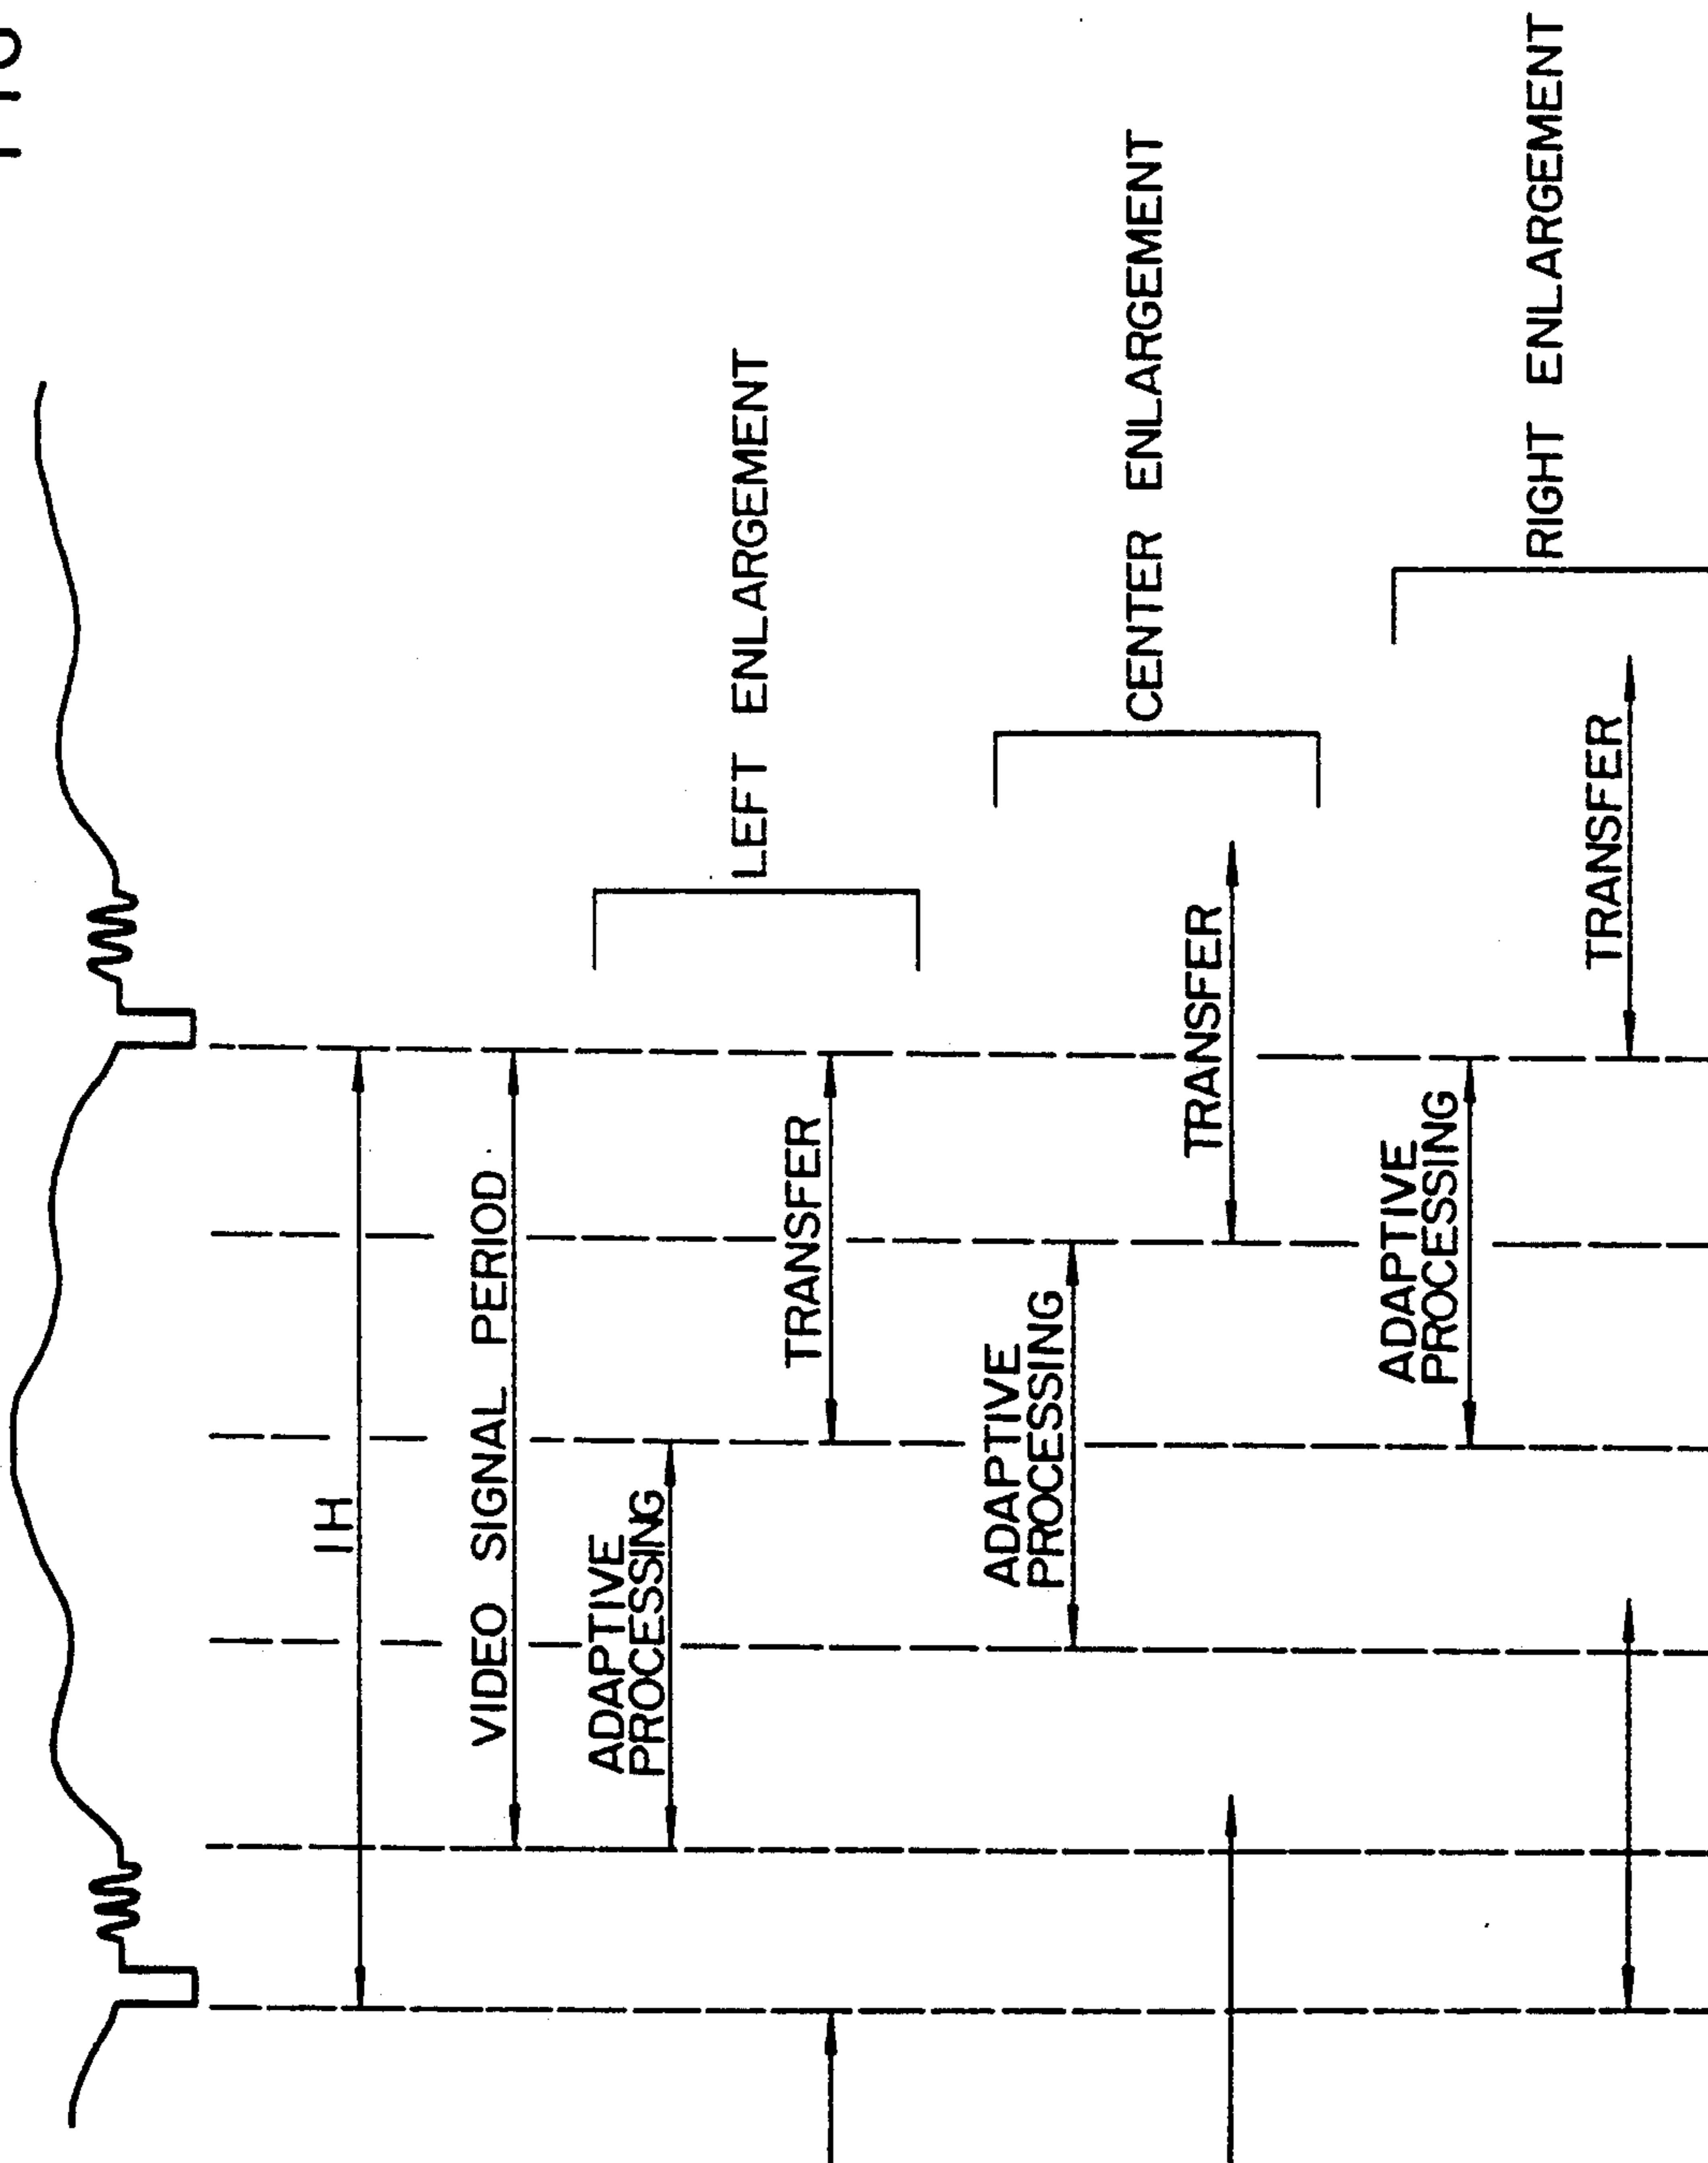 1H
VIDEO SIGNAL PERIOD
ADAPTIVE
PROCESSING
TRANSFER
LEFT ENLARGEMENT
ADAPTIVE
PROCESSING
TRANSFER
CENTER ENLARGEMENT
ADAPTIVE
PROCESSING
TRANSFER
RIGHT ENLARGEMENT